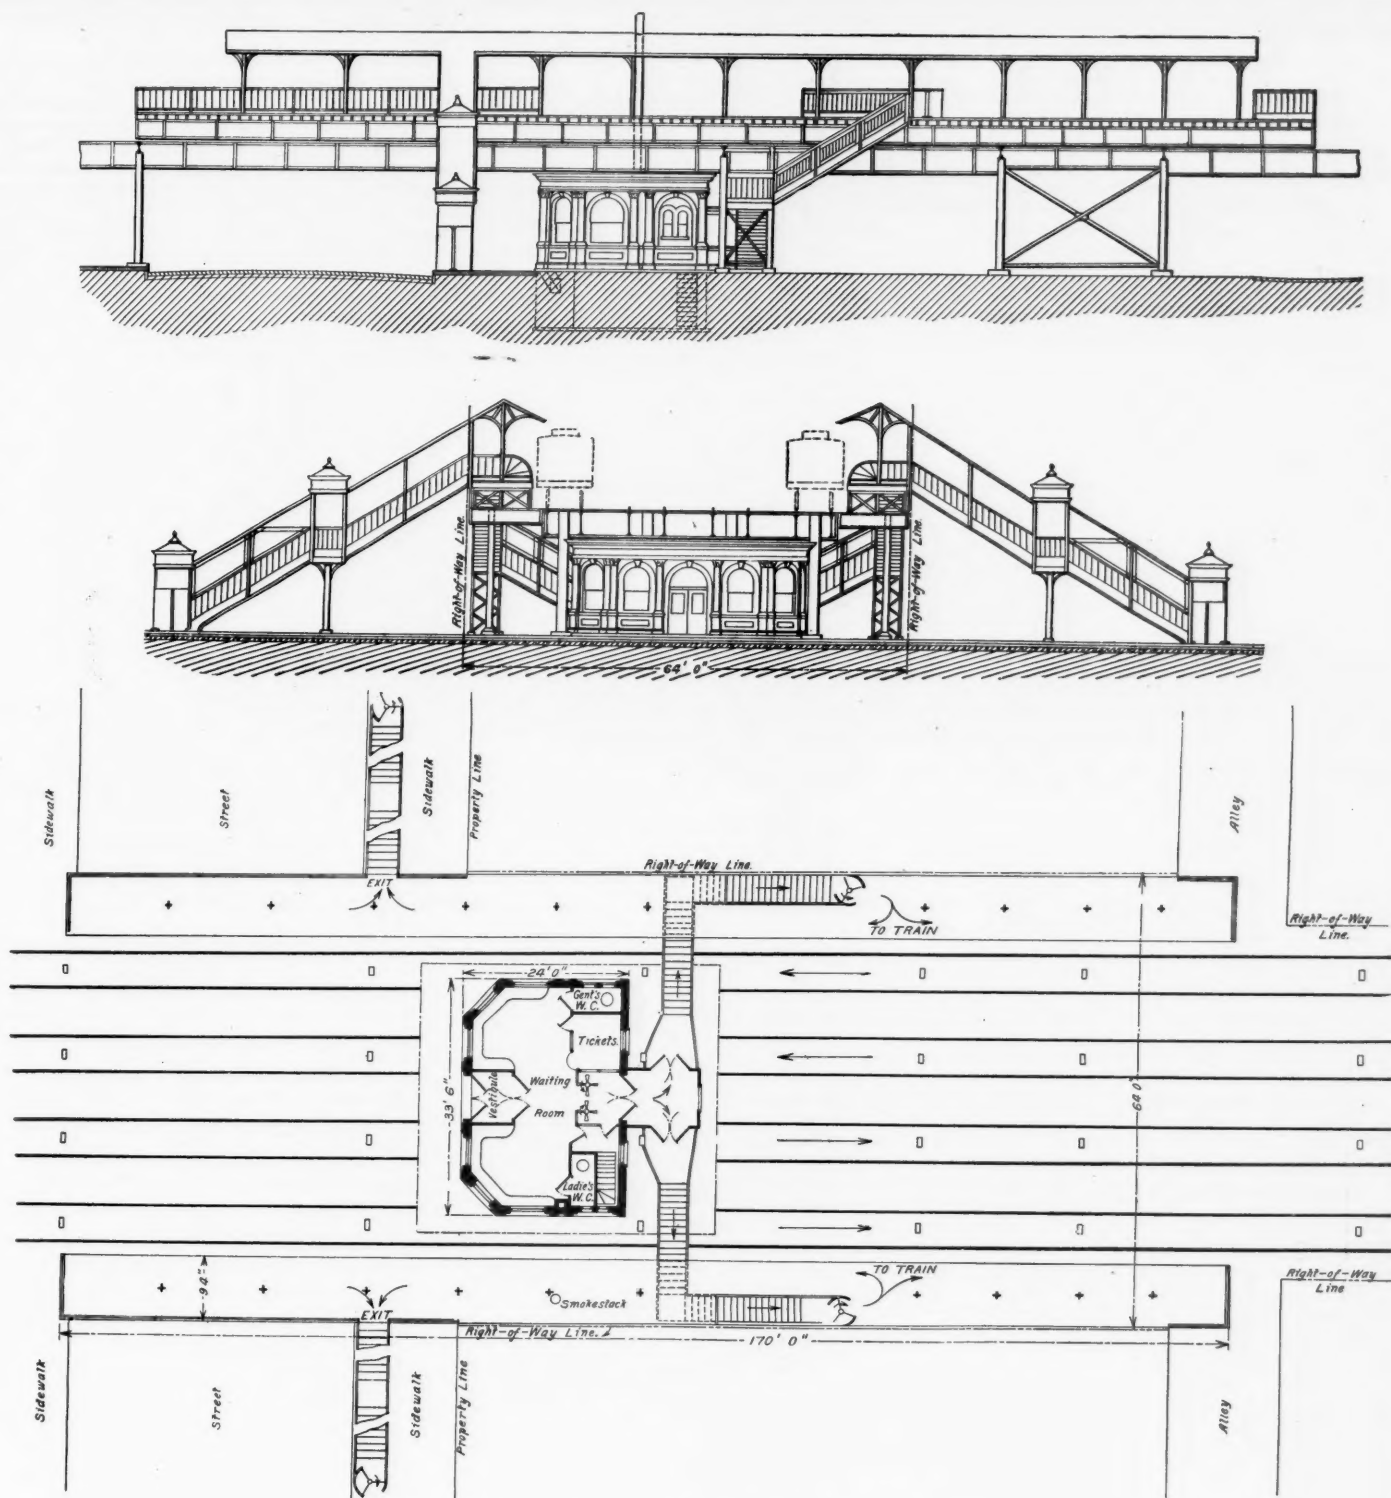 Right-of-Way Line.
Right-of-Way Line.
64' 0"
Sidewalk
Street
Sidewalk
Property Line
Alley
Right-of-Way Line.
EXIT
TO TRAIN
Right-of-Way
Line.
24' 0"
Gent's
W. C.
Tickets.
33' 6"
Vestibule
Waiting
Room
Ladie's
W. C.
64' 0"
TO TRAIN
Right-of-Way
Line
94"
Smokestack
EXIT
Right-of-Way Line.
170' 0"
Sidewalk
Street
Sidewalk
Property Line
Alley